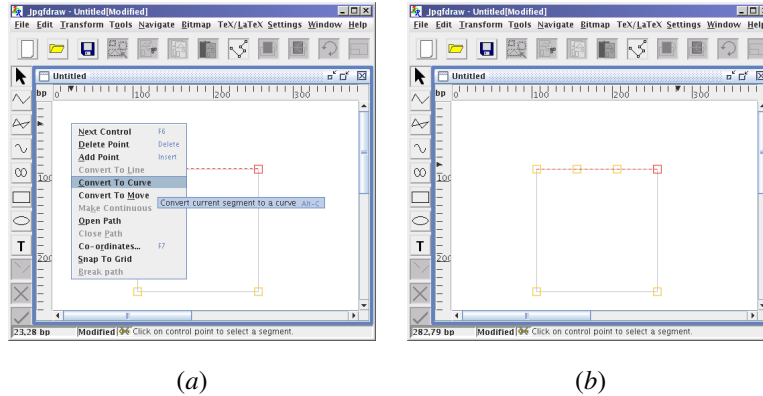 Jpgfdraw - Untitled[Modified]
File Edit Transform Tools Navigate Bitmap TeX/LaTeX Settings Window Help
Untitled
bp 0 100 200 300
Next Control F6
Delete Point Delete
Add Point Insert
Convert To Line
100
Convert To Curve
Convert To Move
Convert current segment to a curve Alt-C
Make Continuous
Open Path
Close Path
Co-ordinates... F7
T
Snap To Grid
200
Break path
23,28 bp Modified Click on control point to select a segment.
(a)
Jpgfdraw - Untitled[Modified]
File Edit Transform Tools Navigate Bitmap TeX/LaTeX Settings Window Help
Untitled
bp 0 100 200 300
100
T
200
282,79 bp Modified Click on control point to select a segment.
(b)